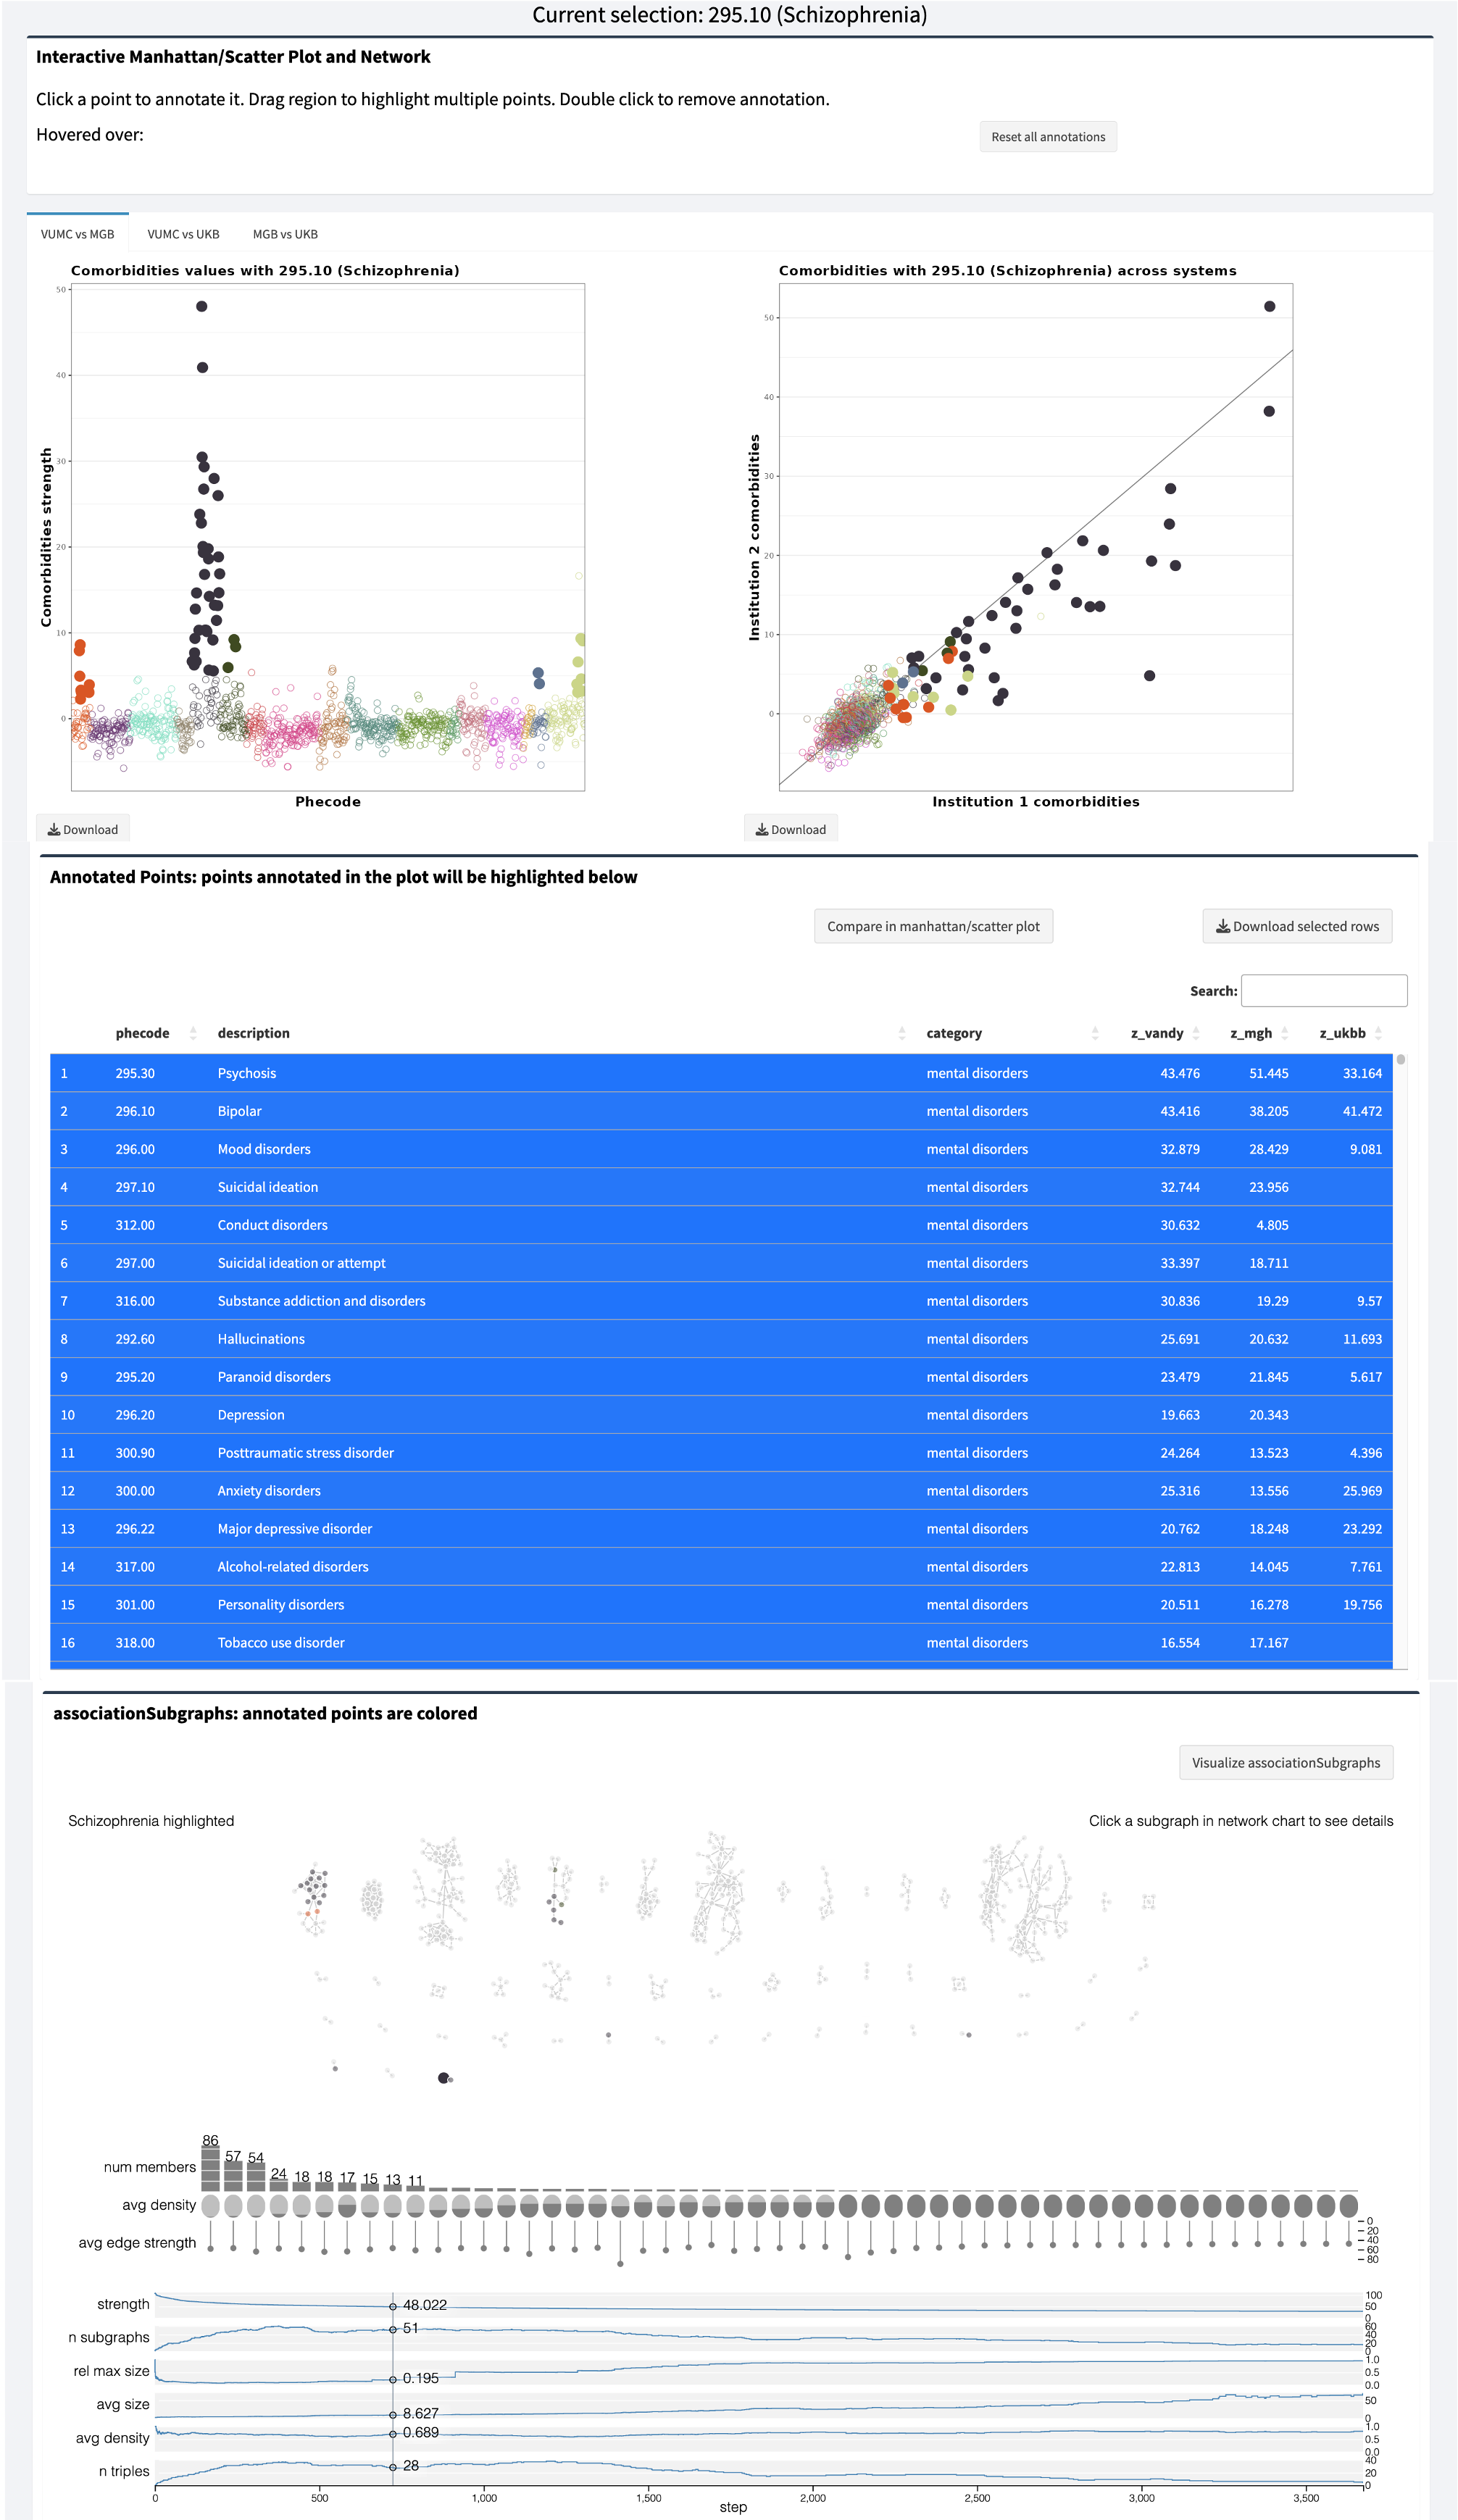 Current selection: 295.10 (Schizophrenia)
Interactive Manhattan/Scatter Plot and Network
Click a point to annotate it. Drag region to highlight multiple points. Double click to remove annotation.
Hovered over:
Reset all annotations
VUMC vs MGB VUMC vs UKB MGB vs UKB
Comorbidities values with 295.10 (Schizophrenia)
50
40
30
20
10
0
Comorbidities strength
Phecode
Download
Comorbidities with 295.10 (Schizophrenia) across systems
50
40
30
20
10
0
Institution 2 comorbidities
Institution 1 comorbidities
Download
Annotated Points: points annotated in the plot will be highlighted below
Compare in manhattan/scatter plot Download selected rows
Search:
phecode description category z_vandy z_mgh z_ukbb
1 295.30 Psychosis mental disorders 43.476 51.445 33.164
2 296.10 Bipolar mental disorders 43.416 38.205 41.472
3 296.00 Mood disorders mental disorders 32.879 28.429 9.081
4 297.10 Suicidal ideation mental disorders 32.744 23.956
5 312.00 Conduct disorders mental disorders 30.632 4.805
6 297.00 Suicidal ideation or attempt mental disorders 33.397 18.711
7 316.00 Substance addiction and disorders mental disorders 30.836 19.29 9.57
8 292.60 Hallucinations mental disorders 25.691 20.632 11.693
9 295.20 Paranoid disorders mental disorders 23.479 21.845 5.617
10 296.20 Depression mental disorders 19.663 20.343
11 300.90 Posttraumatic stress disorder mental disorders 24.264 13.523 4.396
12 300.00 Anxiety disorders mental disorders 25.316 13.556 25.969
13 296.22 Major depressive disorder mental disorders 20.762 18.248 23.292
14 317.00 Alcohol-related disorders mental disorders 22.813 14.045 7.761
15 301.00 Personality disorders mental disorders 20.511 16.278 19.756
16 318.00 Tobacco use disorder mental disorders 16.554 17.167
associationSubgraphs: annotated points are colored
Visualize associationSubgraphs
Schizophrenia highlighted Click a subgraph in network chart to see details
num members 86 57 54 24 18 18 17 15 13 11
avg density
avg edge strength 0 20 40 60 80
strength 48.022 100 50 0
n subgraphs 51 60 40 20 0
rel max size 0.195 1.0 0.5 0.0
avg size 8.627 50 0
avg density 0.689 1.0 0.5 0.0
n triples 28 40 20 0
0 500 1,000 1,500 2,000 2,500 3,000 3,500
step